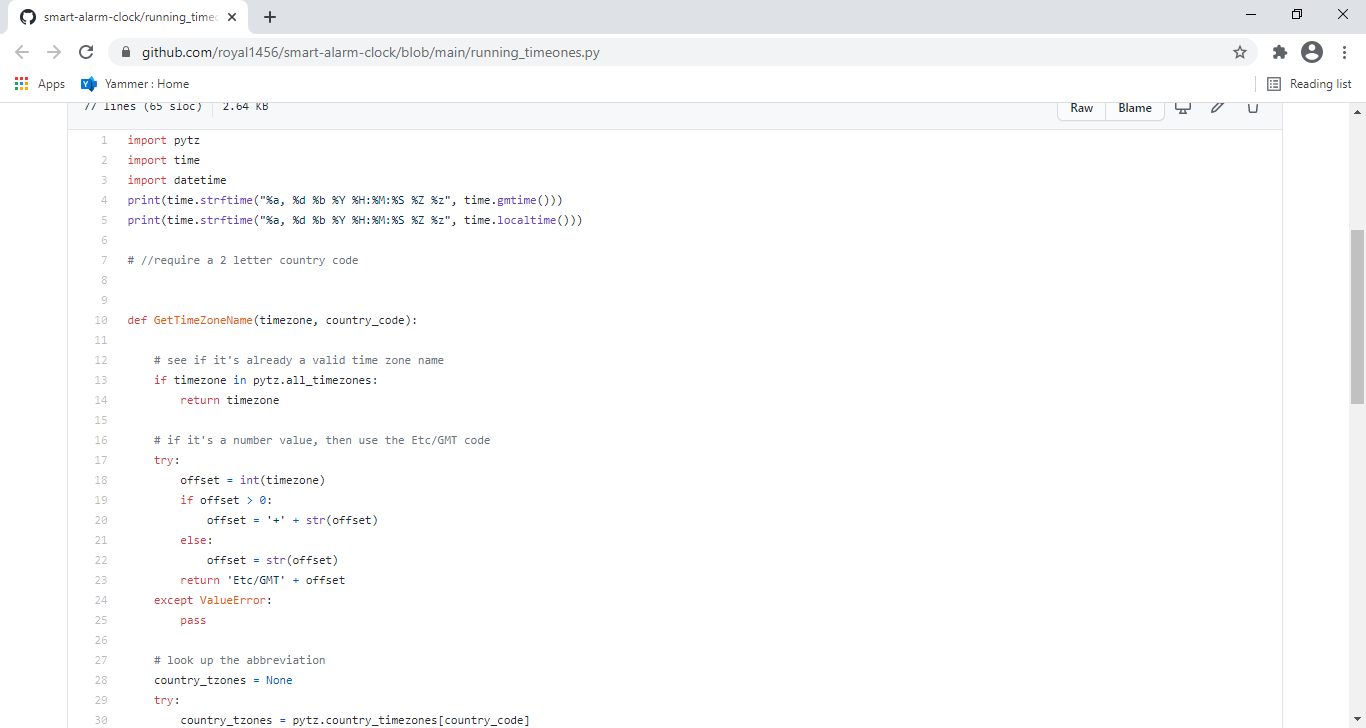 smart-alarm-clock/running_timeo
github.com/royal1456/smart-alarm-clock/blob/main/running_timeones.py
Apps
Yammer : Home
Reading list
77 lines (65 sloc) 2.64 KB
Raw
Blame
1 import pytz
2 import time
3 import datetime
4 print(time.strftime("%a, %d %b %Y %H:%M:%S %Z %z", time.gmtime()))
5 print(time.strftime("%a, %d %b %Y %H:%M:%S %Z %z", time.localtime()))
6
7 # //require a 2 letter country code
8
9
10 def GetTimeZoneName(timezone, country_code):
11
12     # see if it's already a valid time zone name
13     if timezone in pytz.all_timezones:
14         return timezone
15
16     # if it's a number value, then use the Etc/GMT code
17     try:
18         offset = int(timezone)
19         if offset > 0:
20             offset = '+' + str(offset)
21         else:
22             offset = str(offset)
23         return 'Etc/GMT' + offset
24     except ValueError:
25         pass
26
27     # look up the abbreviation
28     country_tzones = None
29     try:
30         country_tzones = pytz.country_timezones[country_code]